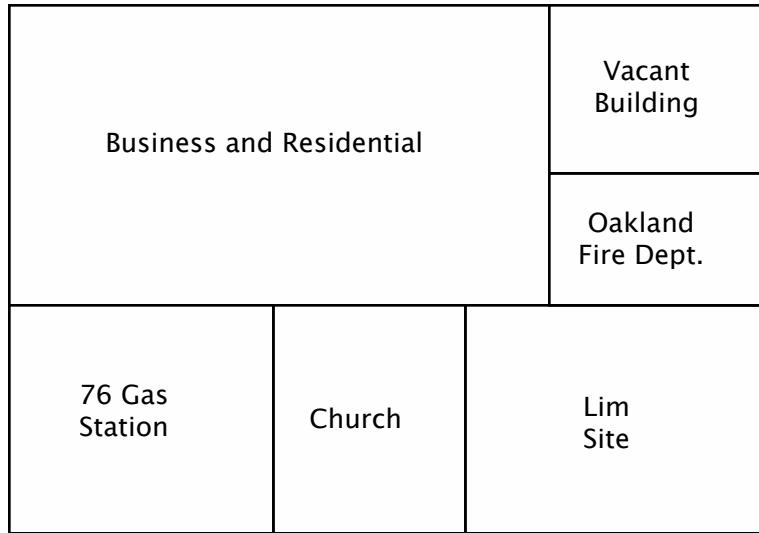 Business and Residential
Vacant
Building
Oakland
Fire Dept.
76 Gas
Station
Church
Lim
Site